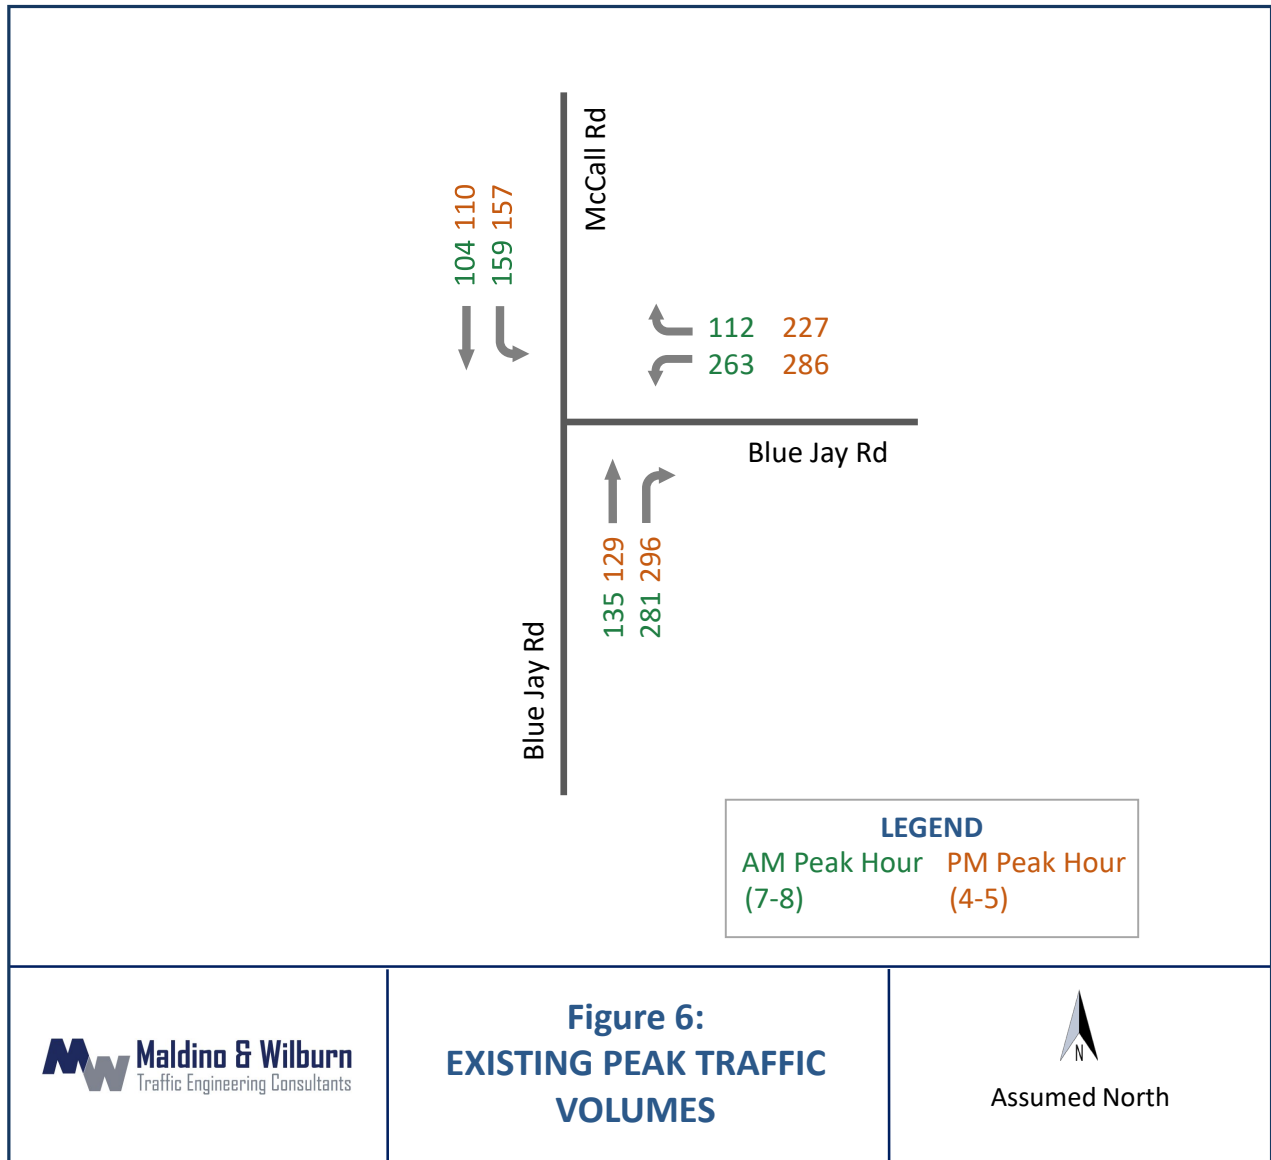 McCall Rd
104 110
159 157
112 227
263 286
Blue Jay Rd
135 129
281 296
Blue Jay Rd
LEGEND
AM Peak Hour PM Peak Hour
(7-8) (4-5)
MW Maldino & Wilburn
Traffic Engineering Consultants
Figure 6:
EXISTING PEAK TRAFFIC
VOLUMES
N
Assumed North